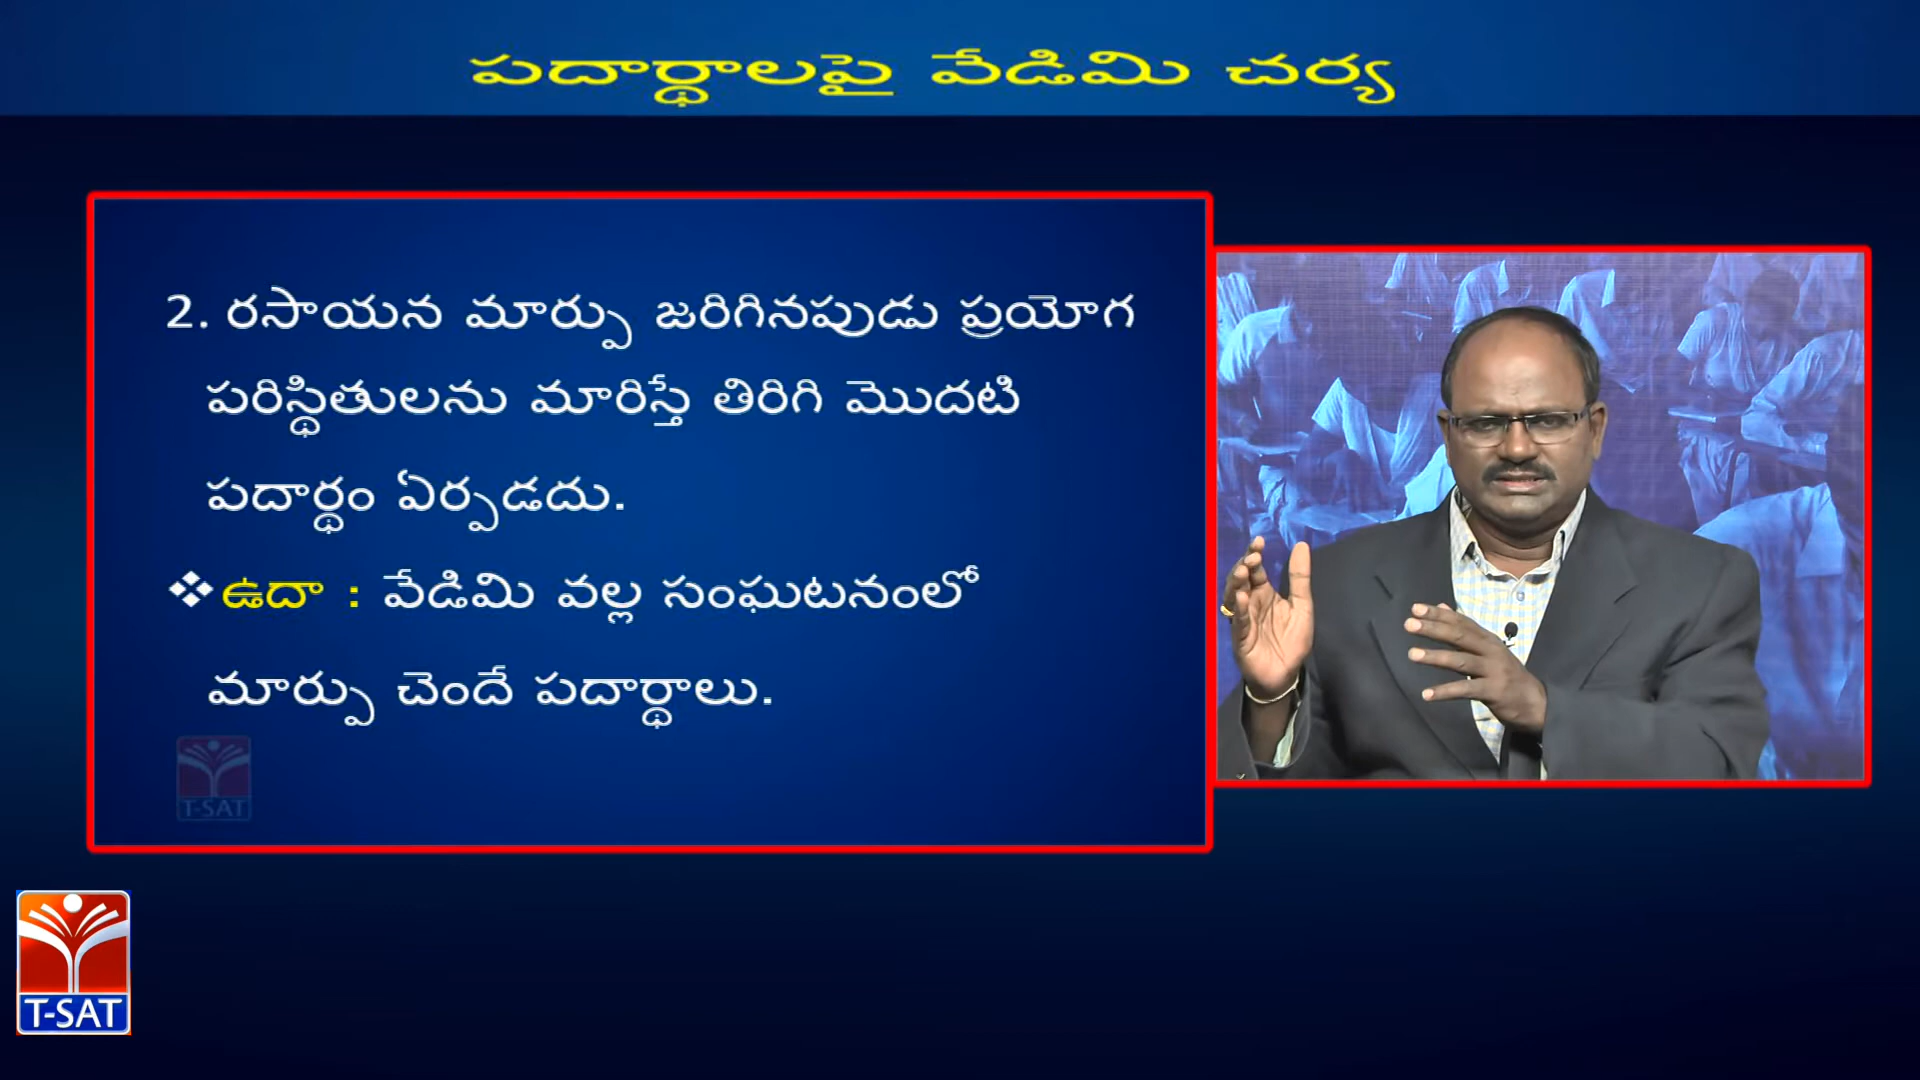 పదార్థాలపై వేడిమి చర్య
2. రసాయన మార్పు జరిగినపుడు ప్రయోగ
పరిస్థితులను మారిస్తే తిరిగి మొదటి
పదార్థం ఏర్పడదు.
❖ ఉదా : వేడిమి వల్ల సంఘటనంలో
మార్పు చెందే పదార్థాలు.
T-SAT
T-SAT